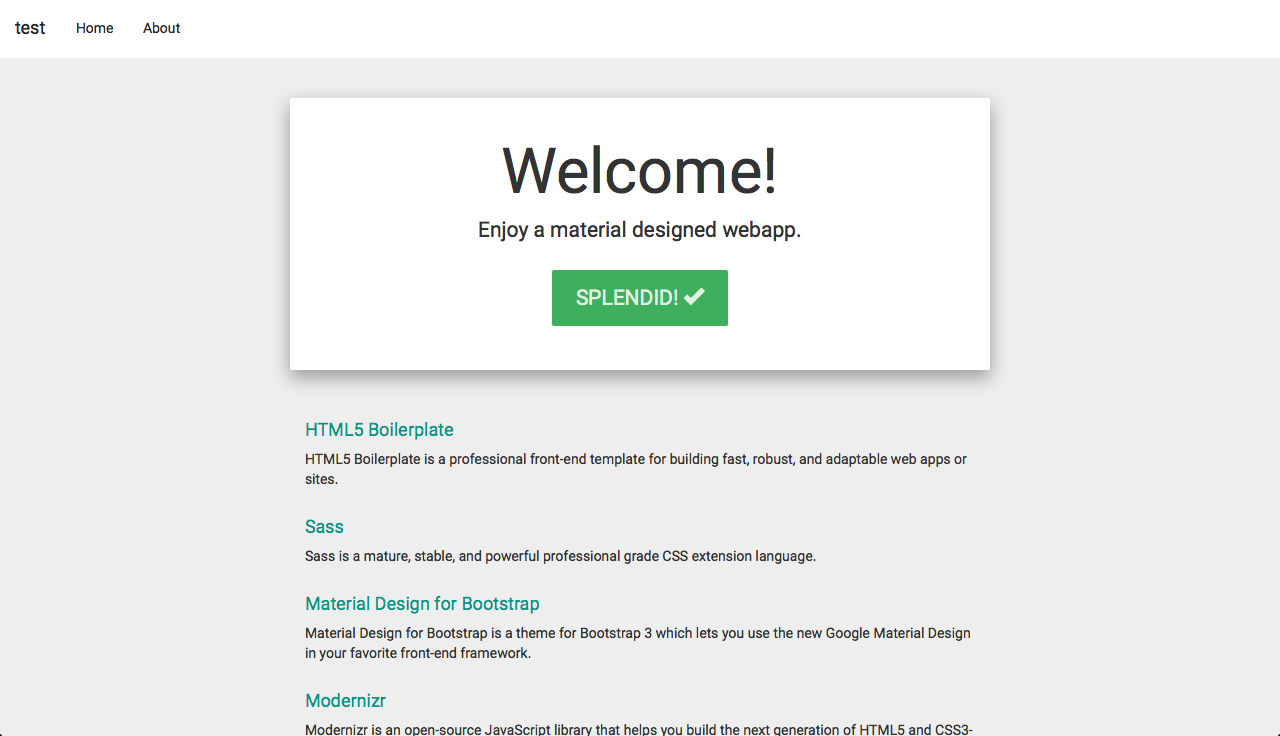 test Home About
Welcome!
Enjoy a material designed webapp.
SPLENDID!
HTML5 Boilerplate
HTML5 Boilerplate is a professional front-end template for building fast, robust, and adaptable web apps or
sites.
Sass
Sass is a mature, stable, and powerful professional grade CSS extension language.
Material Design for Bootstrap
Material Design for Bootstrap is a theme for Bootstrap 3 which lets you use the new Google Material Design
in your favorite front-end framework.
Modernizr
Modernizr is an open-source JavaScript library that helps you build the next generation of HTML5 and CSS3-